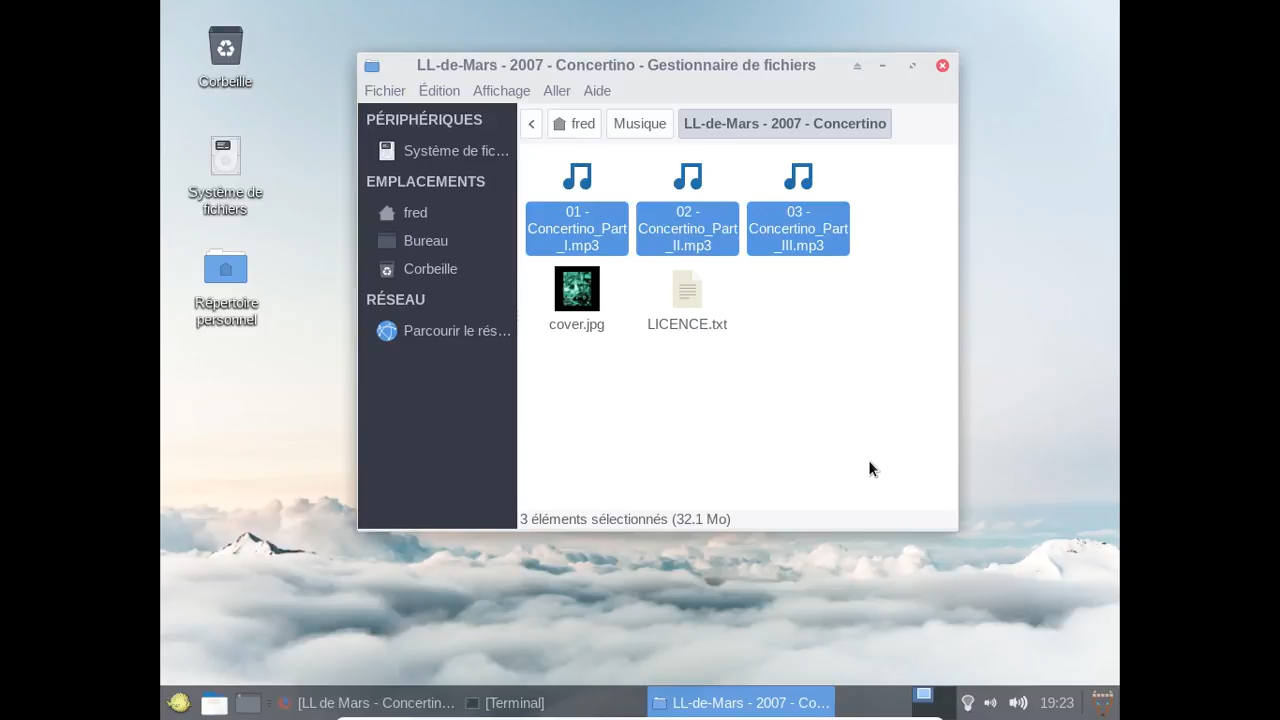 Corbeille
Système de
fichiers
Répertoire
personnel
LL-de-Mars - 2007 - Concertino - Gestionnaire de fichiers
Fichier Édition Affichage Aller Aide
PÉRIPHÉRIQUES
Système de fic...
EMPLACEMENTS
fred
Bureau
Corbeille
RÉSEAU
Parcourir le rés...
fred Musique LL-de-Mars - 2007 - Concertino
01 -
Concertino_Part
_I.mp3
02 -
Concertino_Part
_II.mp3
03 -
Concertino_Part
_III.mp3
cover.jpg
LICENCE.txt
3 éléments sélectionnés (32.1 Mo)
[LL de Mars - Concertin... [Terminal] LL-de-Mars - 2007 - Co... 19:23